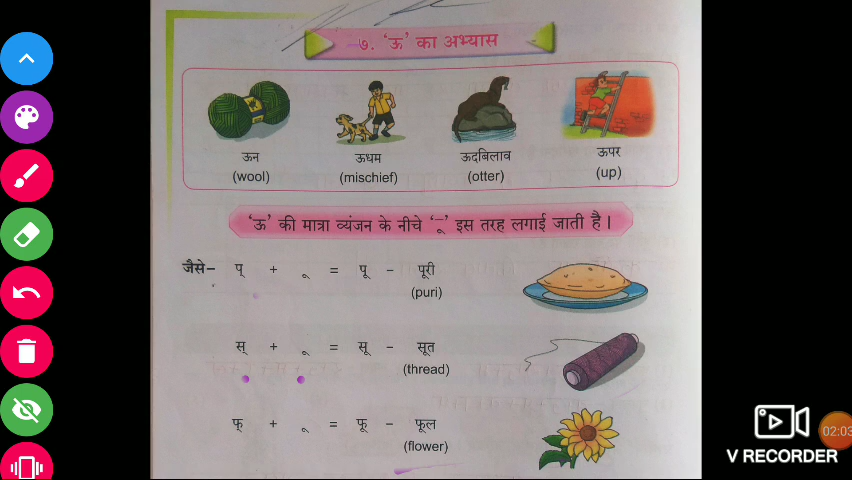 ७. 'ऊ' का अभ्यास
ऊन ऊधम ऊदबिलाव ऊपर
(wool) (mischief) (otter) (up)
'ऊ' की मात्रा व्यंजन के नीचे 'ू' इस तरह लगाई जाती है।
जैसे– प् + ू = पू – पूरी
(puri)
स् + ू = सू – सूत
(thread)
फ् + ू = फू – फूल
(flower)
02:03
V RECORDER